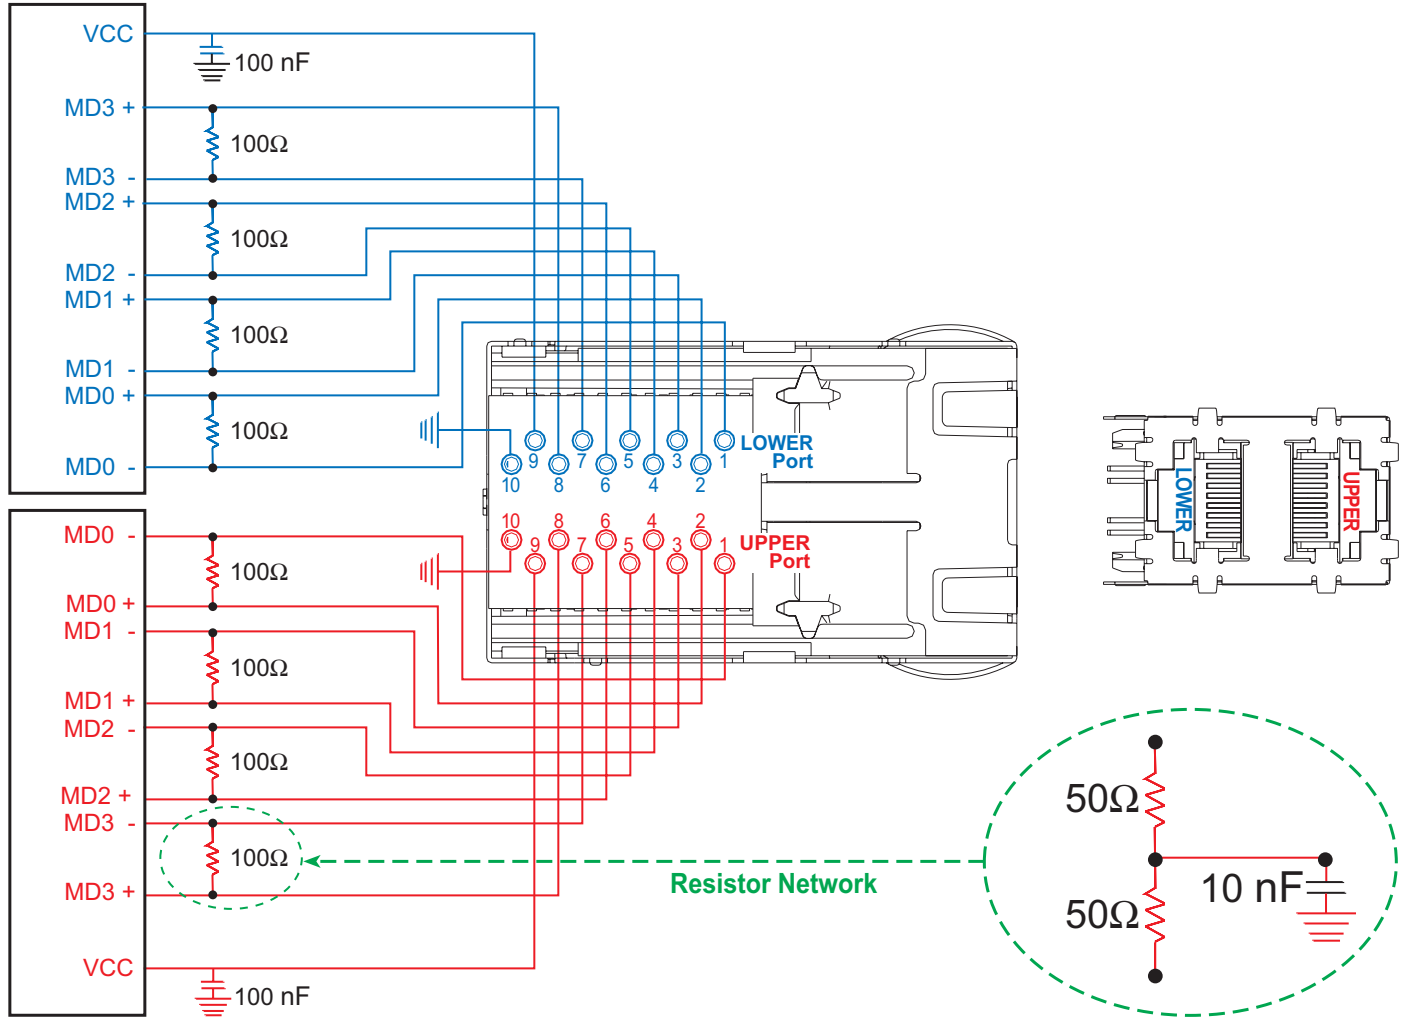 VCC
100 nF
MD3 +
100Ω
MD3 -
MD2 +
100Ω
MD2 -
MD1 +
100Ω
MD1 -
MD0 +
100Ω
MD0 -
LOWER
Port
9 7 5 3 1
10 8 6 4 2
10 8 6 4 2
9 7 5 3 1
UPPER
Port
LOWER
UPPER
MD0 -
100Ω
MD0 +
MD1 -
100Ω
MD1 +
MD2 -
100Ω
MD2 +
MD3 -
100Ω
MD3 +
VCC
100 nF
Resistor Network
50Ω
10 nF
50Ω